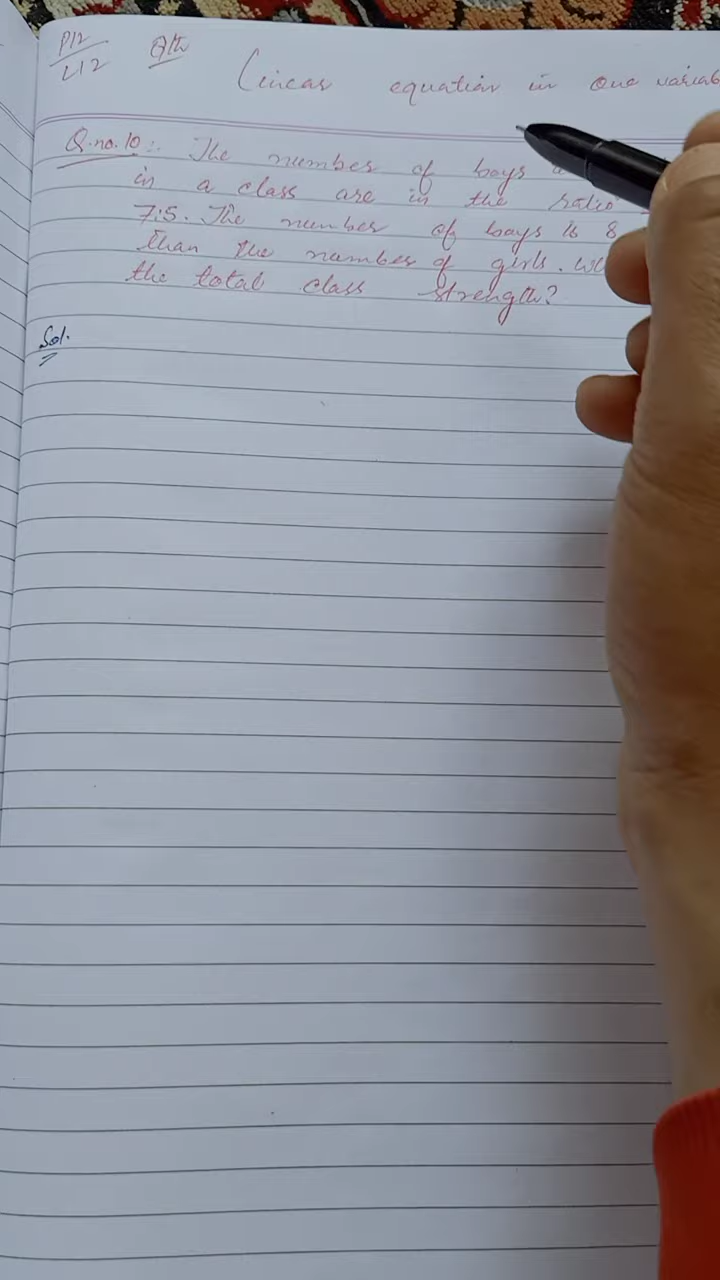 P12
L12
8th
Linear equation in one variab
Q.no.10:- The number of boys a
in a class are in the ratio
7:5. The number of boys is 8
than the number of girls. W
the total class strength?
Sol.